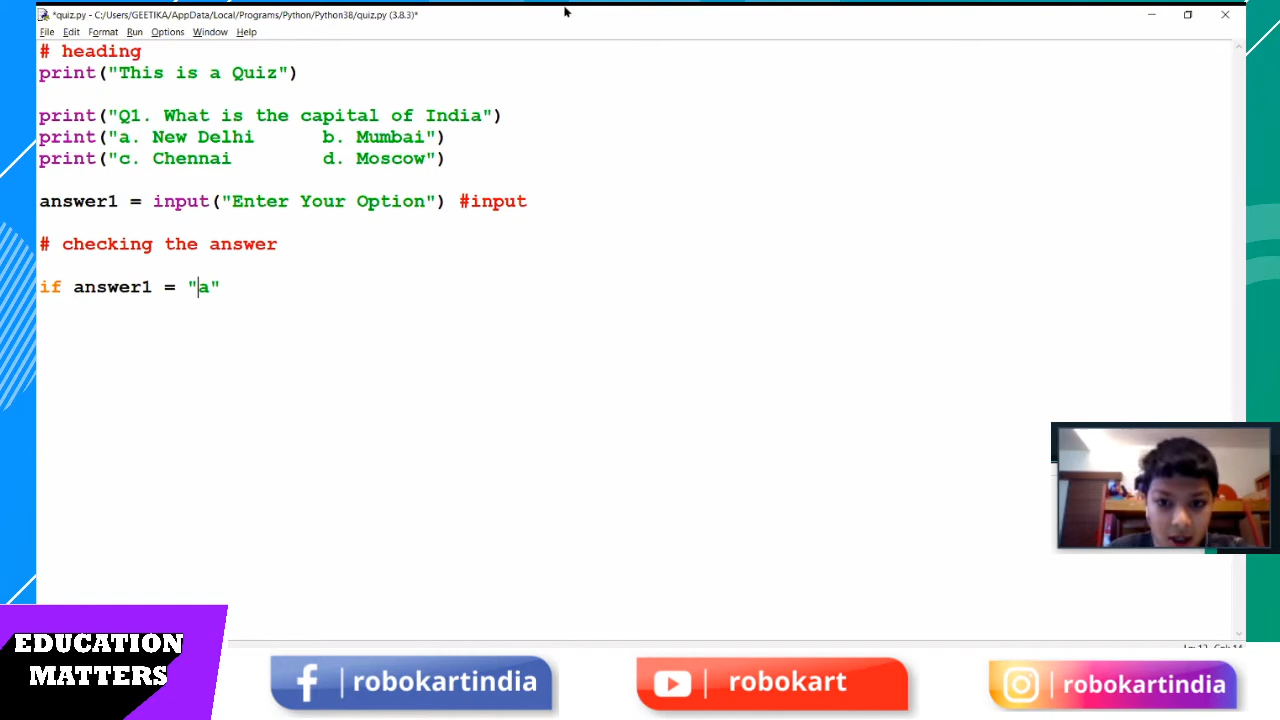 *quiz.py - C:/Users/GEETIKA/AppData/Local/Programs/Python/Python38/quiz.py (3.8.3)*
File Edit Format Run Options Window Help
# heading
print("This is a Quiz")
print("Q1. What is the capital of India")
print("a. New Delhi      b. Mumbai")
print("c. Chennai        d. Moscow")
answer1 = input("Enter Your Option") #input
# checking the answer
if answer1 = "a"
EDUCATION
MATTERS
f | robokartindia
| robokart
| robokartindia